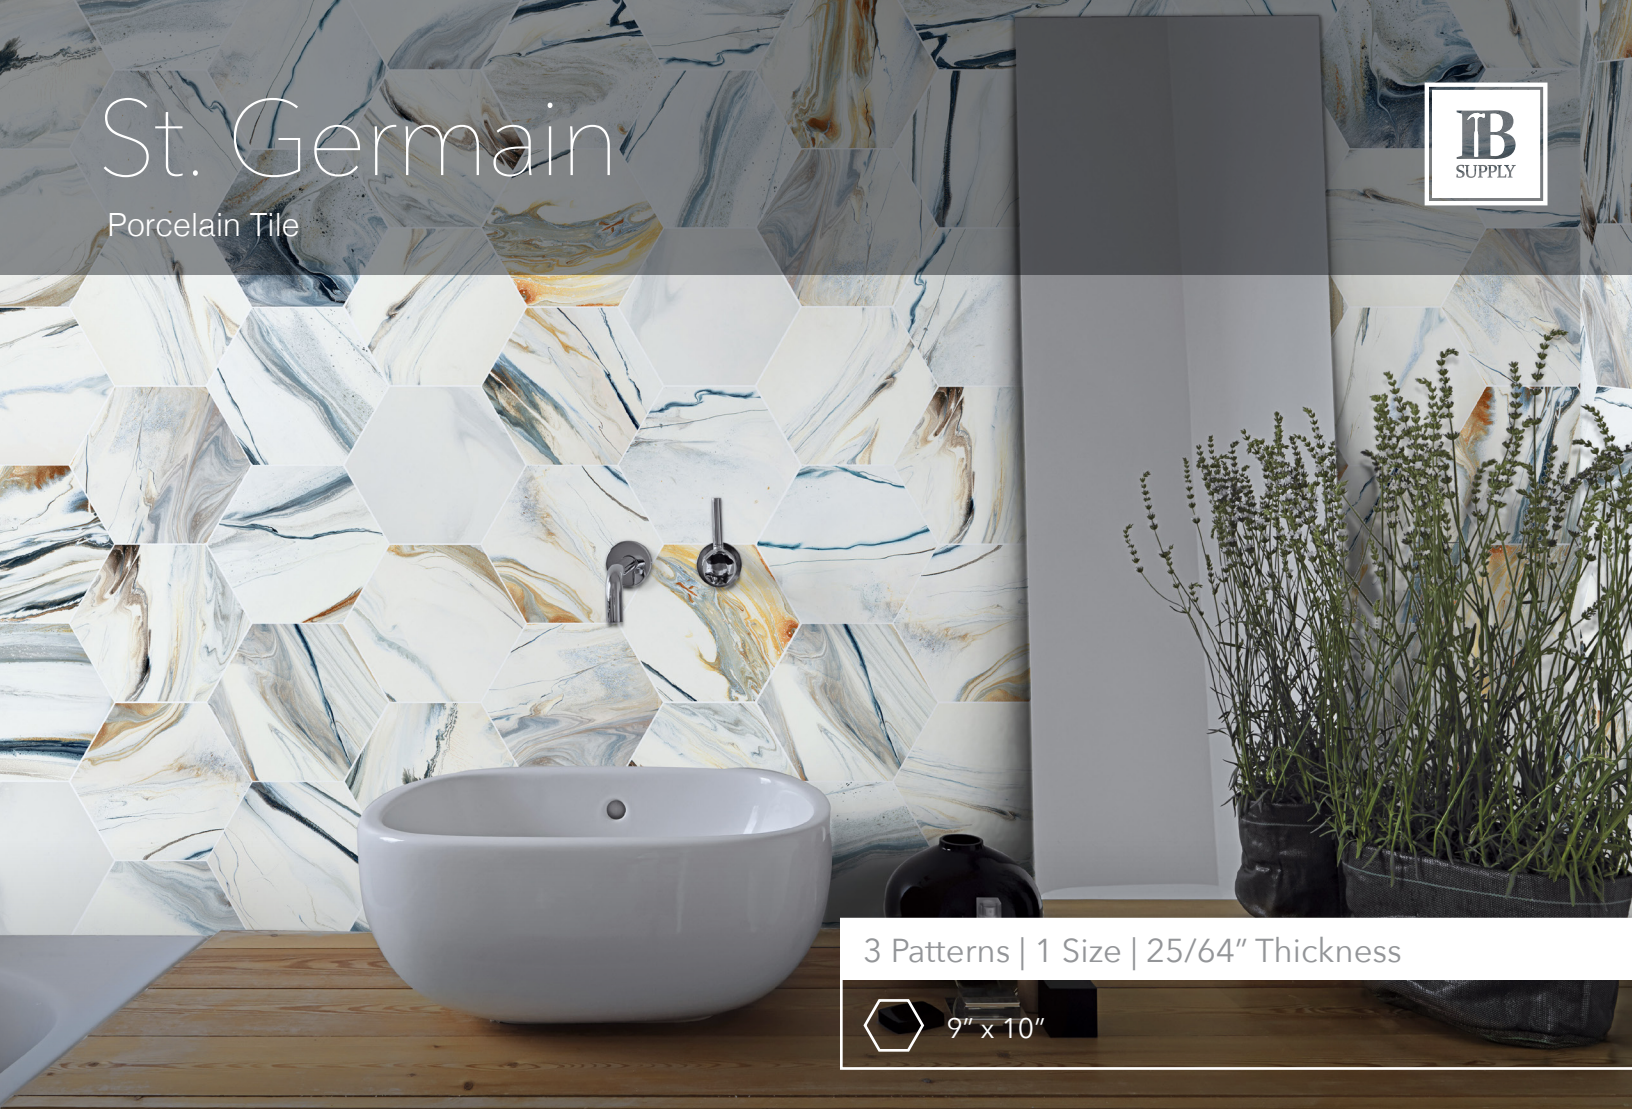 St. Germain
Porcelain Tile
IB
SUPPLY
3 Patterns | 1 Size | 25/64” Thickness
9” x 10”